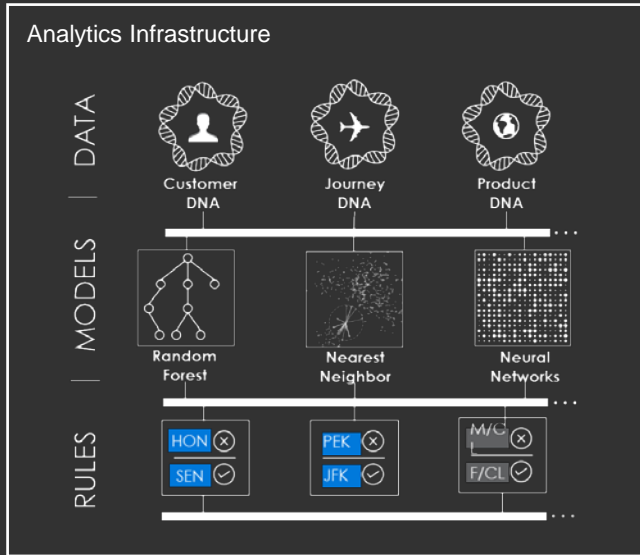 Analytics Infrastructure
DATA
Customer
DNA
Journey
DNA
Product
DNA
...
MODELS
Random
Forest
Nearest
Neighbor
Neural
Networks
...
RULES
HON
SEN
PEK
JFK
M/C
L
F/CL
...